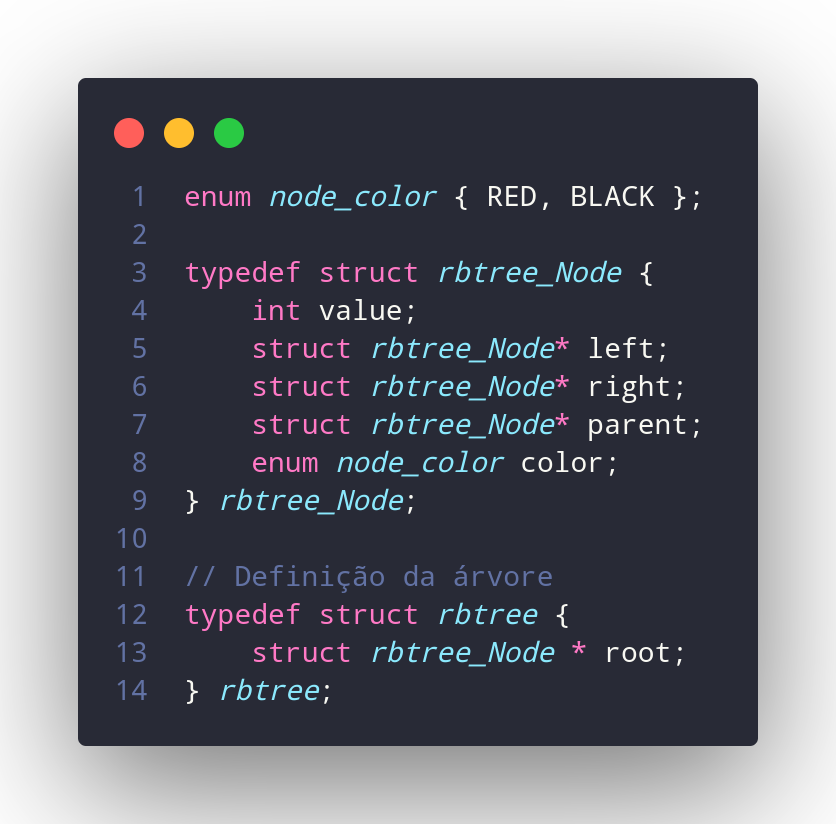 1 enum node_color { RED, BLACK };
2
3 typedef struct rbtree_Node {
4 int value;
5 struct rbtree_Node* left;
6 struct rbtree_Node* right;
7 struct rbtree_Node* parent;
8 enum node_color color;
9 } rbtree_Node;
10
11 // Definição da árvore
12 typedef struct rbtree {
13 struct rbtree_Node * root;
14 } rbtree;